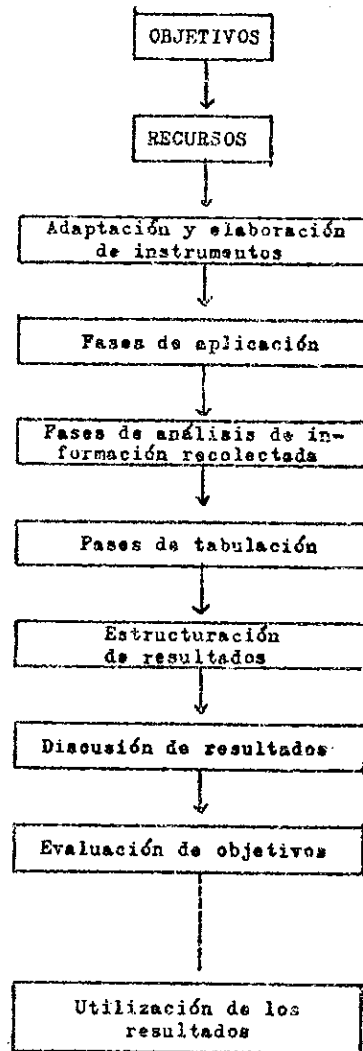 OBJETIVOS
RECURSOS
Adaptación y elaboración
de instrumentos
Fases de aplicación
Fases de análisis de in-
formación recolectada
Fases de tabulación
Estructuración
de resultados
Discusión de resultados
Evaluación de objetivos
Utilización de los
resultados